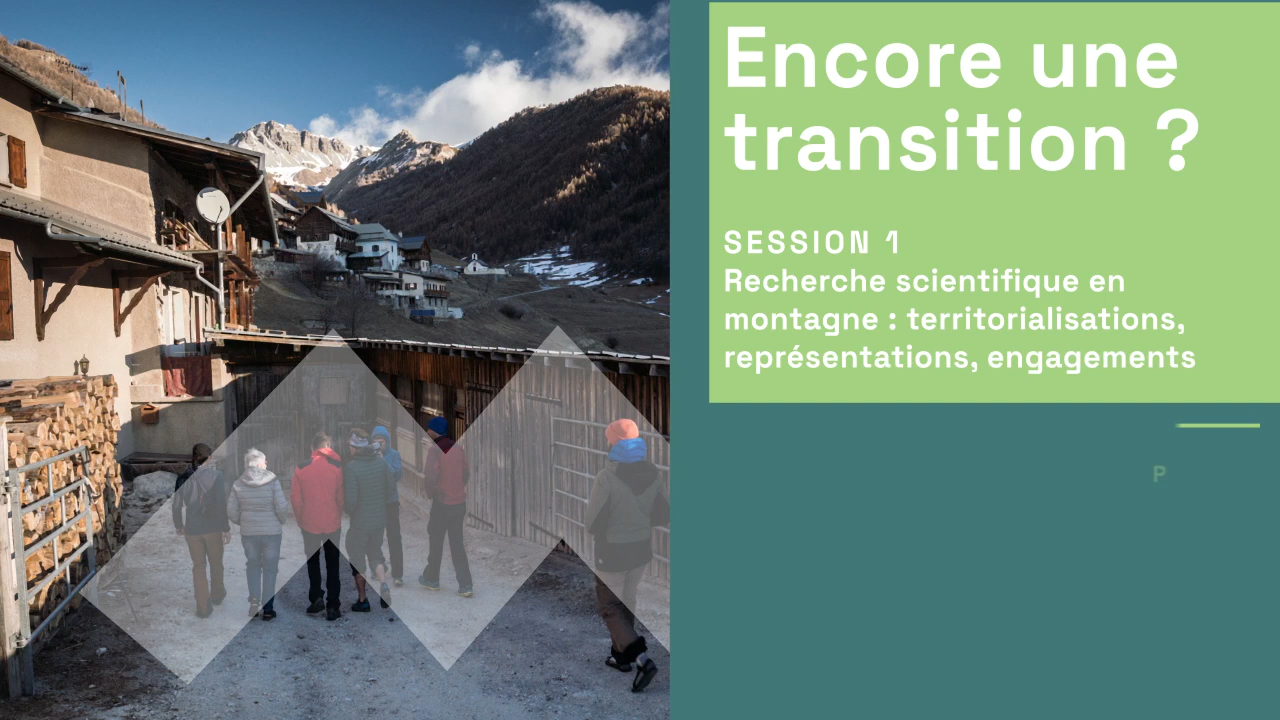 Encore une
transition ?
SESSION 1
Recherche scientifique en
montagne : territorialisations,
représentations, engagements
P